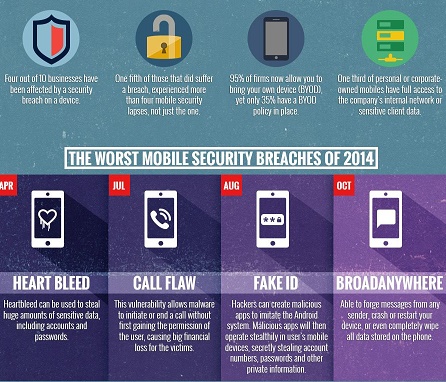 Four out of 10 businesses have
been affected by a security
breach on a device.
One fifth of those that did suffer
a breach, experienced more
than four mobile security
lapses, not just the one.
95% of firms now allow you to
bring your own device (BYOD),
yet only 35% have a BYOD
policy in place.
One third of personal or corporate-
owned mobiles have full access to
the company's internal network or
sensitive client data.
THE WORST MOBILE SECURITY BREACHES OF 2014
APR
HEART BLEED
Heartbleed can be used to steal
huge amounts of sensitive data,
including accounts and
passwords.
JUL
CALL FLAW
This vulnerability allows malware
to initiate or end a call without
first gaining the permission of
the user, causing big financial
loss for the victims.
AUG
***
FAKE ID
Hackers can create malicious
apps to imitate the Android
system. Malicious apps will then
operate stealthily in user's mobile
devices, secretly stealing account
numbers, passwords and other
private information.
OCT
BROADANYWHERE
Able to forge messages from any
sender, crash or restart your
device, or even completely wipe
all data stored on the phone.